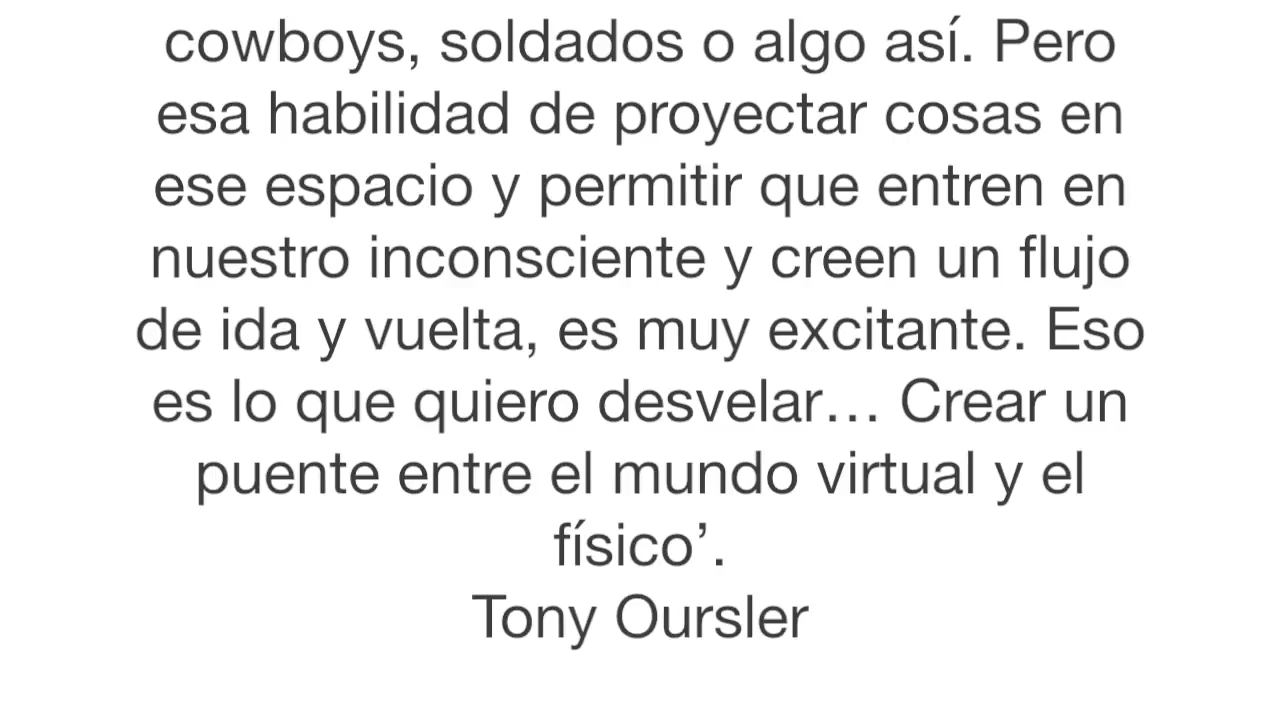 cowboys, soldados o algo así. Pero
esa habilidad de proyectar cosas en
ese espacio y permitir que entren en
nuestro inconsciente y creen un flujo
de ida y vuelta, es muy excitante. Eso
es lo que quiero desvelar… Crear un
puente entre el mundo virtual y el
físico’.
Tony Oursler